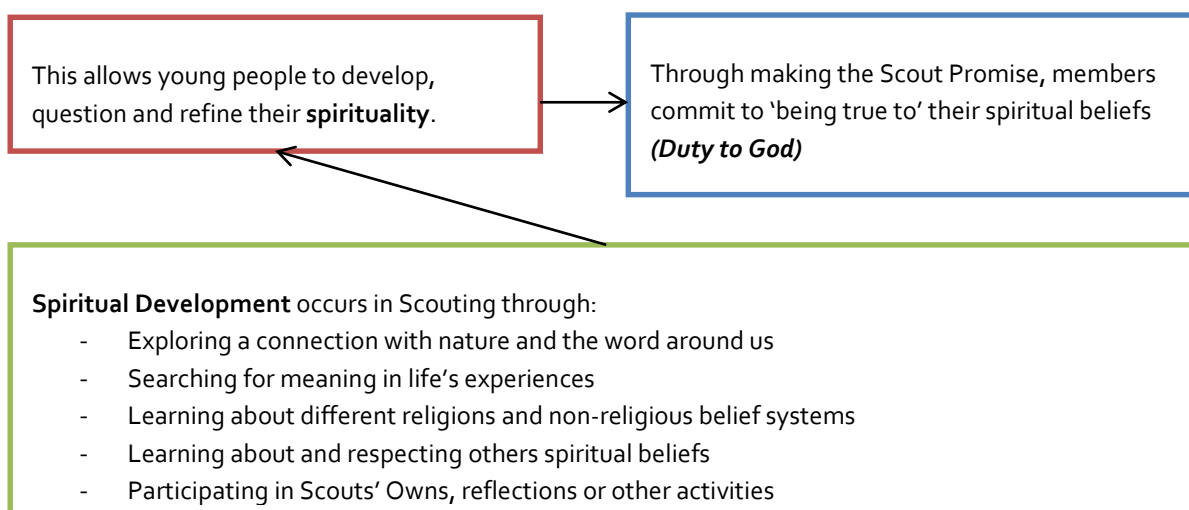 This allows young people to develop,
question and refine their spirituality.
Through making the Scout Promise, members
commit to ‘being true to’ their spiritual beliefs
(Duty to God)
Spiritual Development occurs in Scouting through:
- Exploring a connection with nature and the word around us
- Searching for meaning in life’s experiences
- Learning about different religions and non-religious belief systems
- Learning about and respecting others spiritual beliefs
- Participating in Scouts’ Owns, reflections or other activities